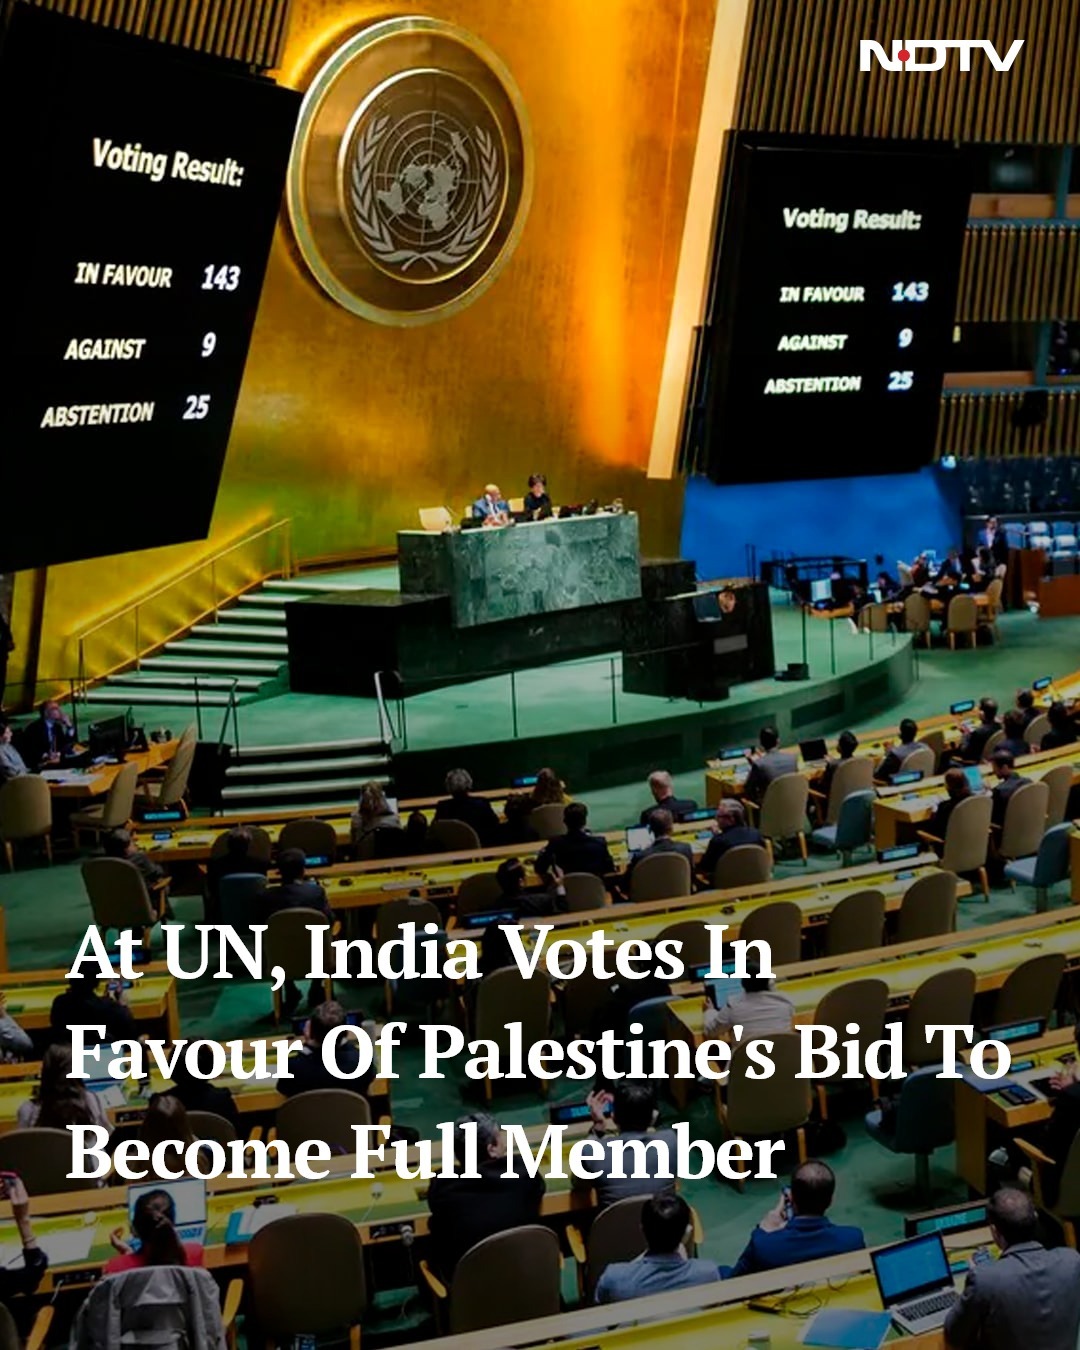 NDTV
Voting Result:
IN FAVOUR 143
AGAINST 9
ABSTENTION 25
Voting Result:
IN FAVOUR 143
AGAINST 9
ABSTENTION 25
At UN, India Votes In
Favour Of Palestine's Bid To
Become Full Member